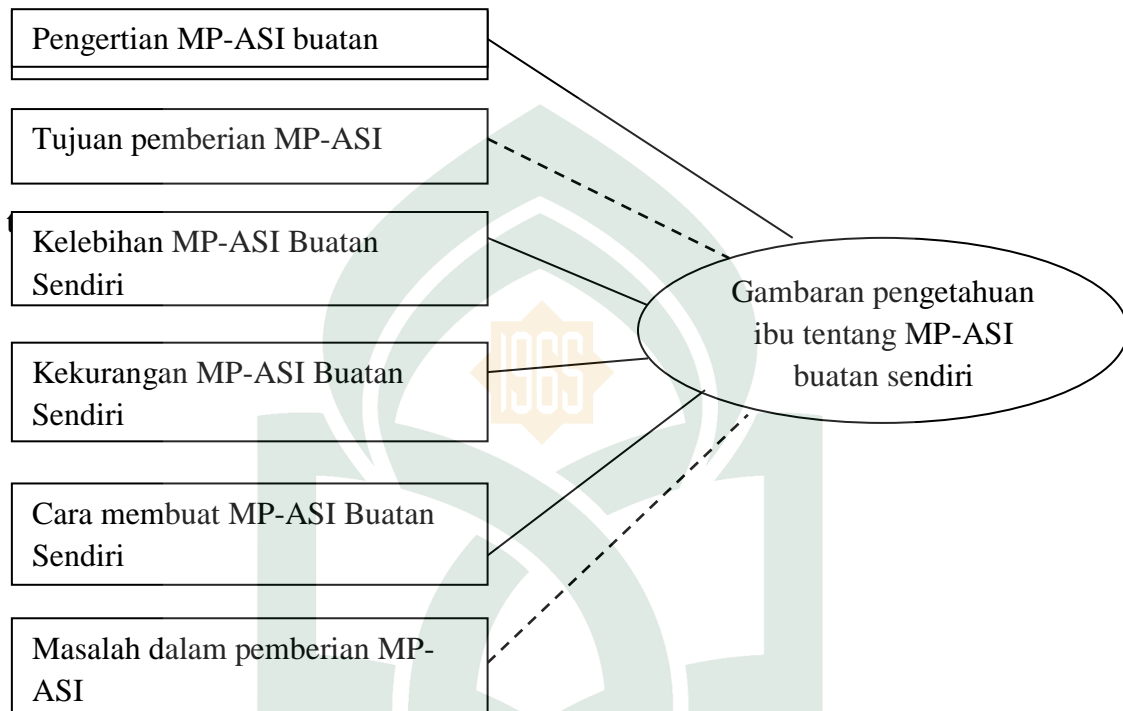 Pengertian MP-ASI buatan
Tujuan pemberian MP-ASI
Kelebihan MP-ASI Buatan
Sendiri
Kekurangan MP-ASI Buatan
Sendiri
Cara membuat MP-ASI Buatan
Sendiri
Masalah dalam pemberian MP-
ASI
Gambaran pengetahuan
ibu tentang MP-ASI
buatan sendiri
1965